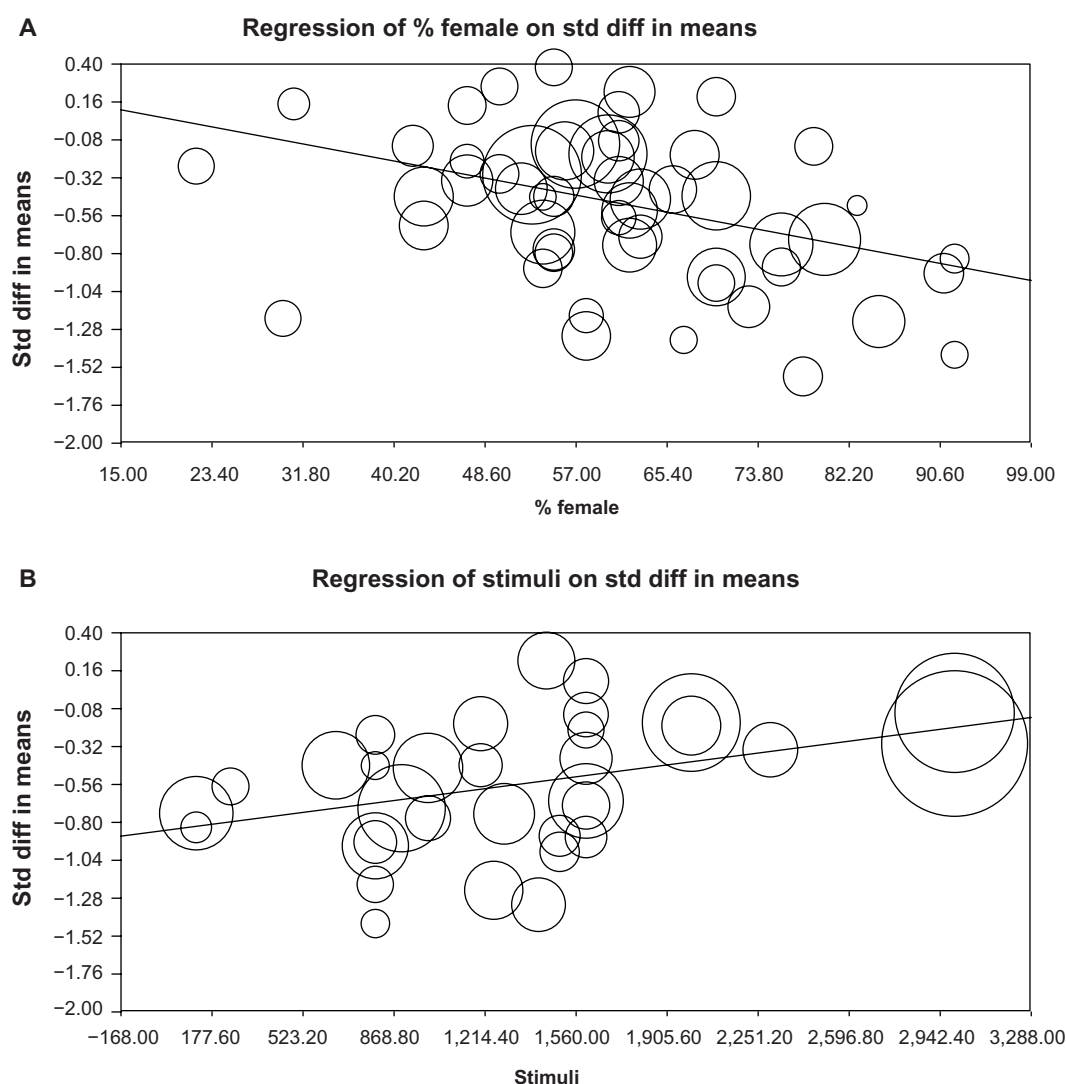 A
Regression of % female on std diff in means
Std diff in means
0.40
0.16
−0.08
−0.32
−0.56
−0.80
−1.04
−1.28
−1.52
−1.76
−2.00
15.00 23.40 31.80 40.20 48.60 57.00 65.40 73.80 82.20 90.60 99.00
% female
B
Regression of stimuli on std diff in means
Std diff in means
0.40
0.16
−0.08
−0.32
−0.56
−0.80
−1.04
−1.28
−1.52
−1.76
−2.00
−168.00 177.60 523.20 868.80 1,214.40 1,560.00 1,905.60 2,251.20 2,596.80 2,942.40 3,288.00
Stimuli